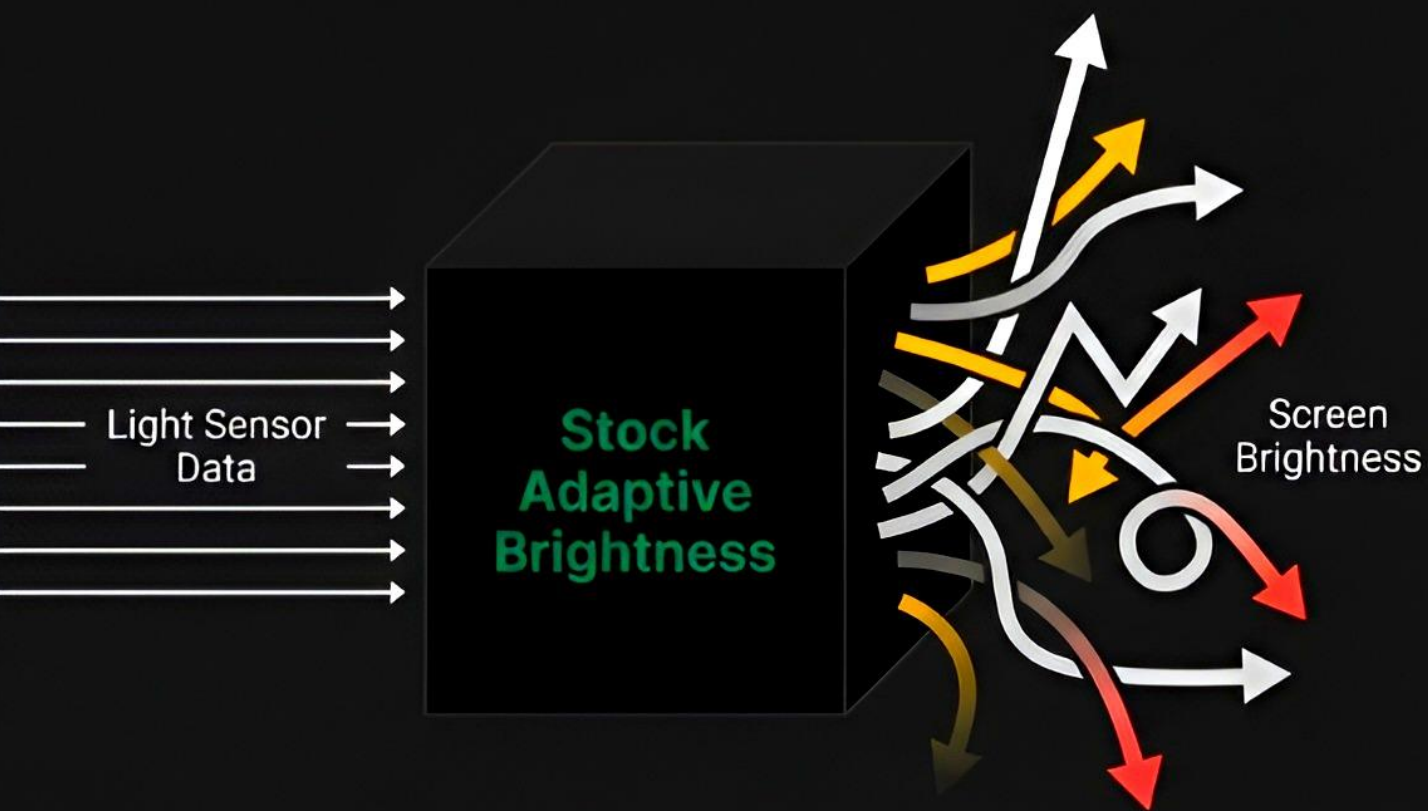 Light Sensor
Data
Stock
Adaptive
Brightness
Screen
Brightness